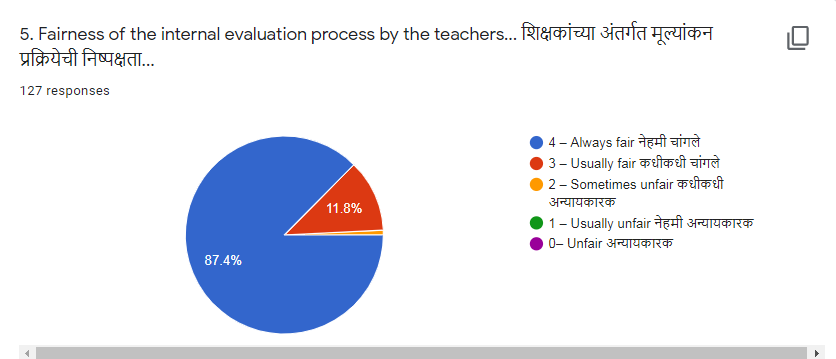 5. Fairness of the internal evaluation process by the teachers... शिक्षकांच्या अंतर्गत मूल्यांकन
प्रक्रियेची निष्पक्षता...
127 responses
4 – Always fair नेहमी चांगले
3 – Usually fair कधीकधी चांगले
2 – Sometimes unfair कधीकधी
अन्यायकारक
1 – Usually unfair नेहमी अन्यायकारक
0– Unfair अन्यायकारक
11.8%
87.4%